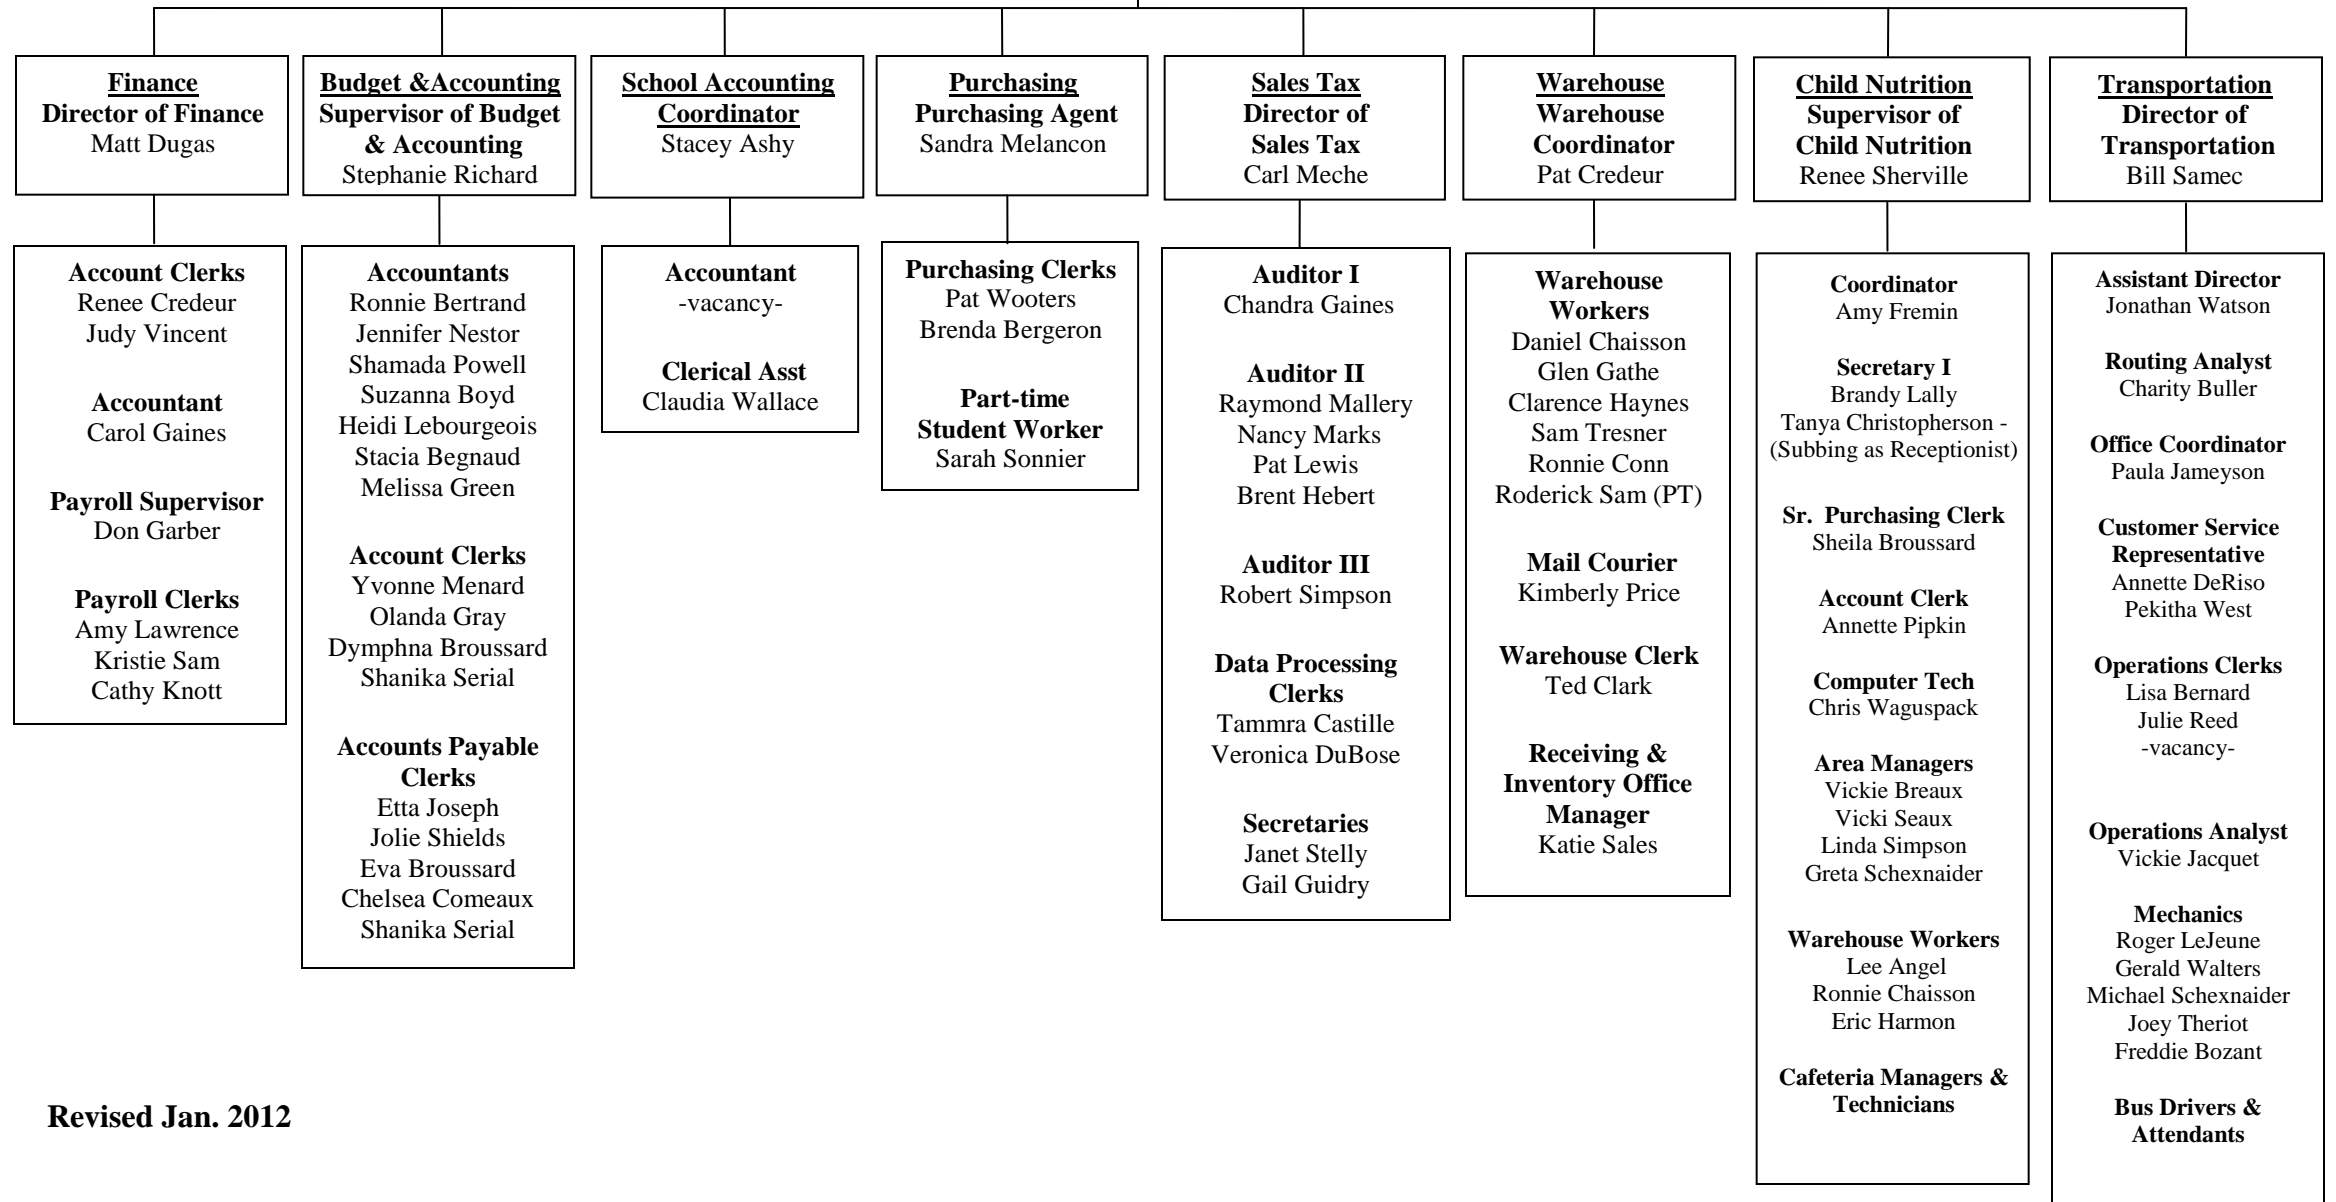 Finance
Director of Finance
Matt Dugas
Budget &Accounting
Supervisor of Budget
& Accounting
Stephanie Richard
School Accounting
Coordinator
Stacey Ashy
Purchasing
Purchasing Agent
Sandra Melancon
Sales Tax
Director of
Sales Tax
Carl Meche
Warehouse
Warehouse
Coordinator
Pat Credeur
Child Nutrition
Supervisor of
Child Nutrition
Renee Sherville
Transportation
Director of
Transportation
Bill Samec
Account Clerks
Renee Credeur
Judy Vincent
Accountant
Carol Gaines
Payroll Supervisor
Don Garber
Payroll Clerks
Amy Lawrence
Kristie Sam
Cathy Knott
Accountants
Ronnie Bertrand
Jennifer Nestor
Shamada Powell
Suzanna Boyd
Heidi Lebourgeois
Stacia Begnaud
Melissa Green
Account Clerks
Yvonne Menard
Olanda Gray
Dymphna Broussard
Shanika Serial
Accounts Payable
Clerks
Etta Joseph
Jolie Shields
Eva Broussard
Chelsea Comeaux
Shanika Serial
Accountant
-vacancy-
Clerical Asst
Claudia Wallace
Purchasing Clerks
Pat Wooters
Brenda Bergeron
Part-time
Student Worker
Sarah Sonnier
Auditor I
Chandra Gaines
Auditor II
Raymond Mallery
Nancy Marks
Pat Lewis
Brent Hebert
Auditor III
Robert Simpson
Data Processing
Clerks
Tammra Castille
Veronica DuBose
Secretaries
Janet Stelly
Gail Guidry
Warehouse
Workers
Daniel Chaisson
Glen Gathe
Clarence Haynes
Sam Tresner
Ronnie Conn
Roderick Sam (PT)
Mail Courier
Kimberly Price
Warehouse Clerk
Ted Clark
Receiving &
Inventory Office
Manager
Katie Sales
Coordinator
Amy Fremin
Secretary I
Brandy Lally
Tanya Christopherson -
(Subbing as Receptionist)
Sr. Purchasing Clerk
Sheila Broussard
Account Clerk
Annette Pipkin
Computer Tech
Chris Waguspack
Area Managers
Vickie Breaux
Vicki Seaux
Linda Simpson
Greta Schexnaider
Warehouse Workers
Lee Angel
Ronnie Chaisson
Eric Harmon
Cafeteria Managers &
Technicians
Assistant Director
Jonathan Watson
Routing Analyst
Charity Buller
Office Coordinator
Paula Jameyson
Customer Service
Representative
Annette DeRiso
Pekitha West
Operations Clerks
Lisa Bernard
Julie Reed
-vacancy-
Operations Analyst
Vickie Jacquet
Mechanics
Roger LeJeune
Gerald Walters
Michael Schexnaider
Joey Theriot
Freddie Bozant
Bus Drivers &
Attendants
Revised Jan. 2012